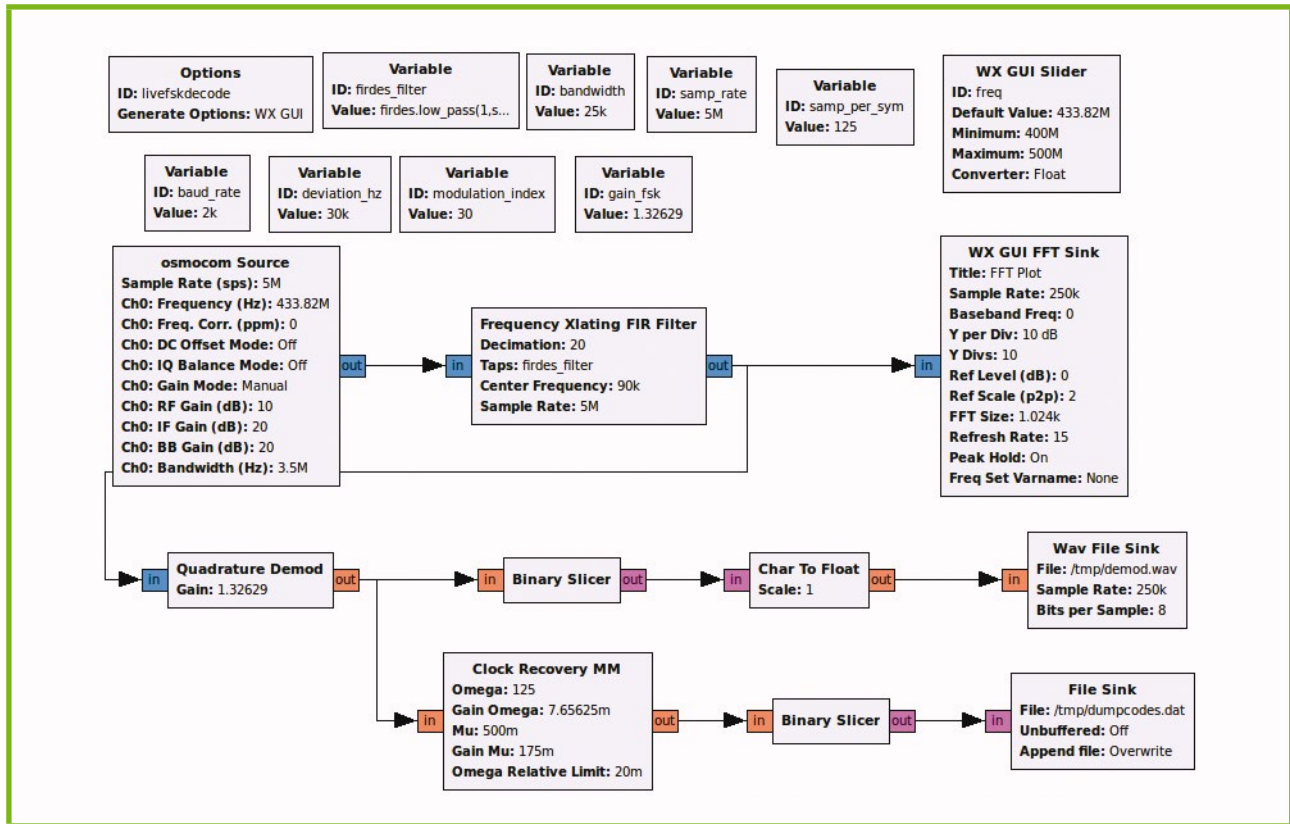 Options
ID: livefskdecode
Generate Options: WX GUI
Variable
ID: firdes_filter
Value: firdes.low_pass(1,s...
Variable
ID: bandwidth
Value: 25k
Variable
ID: samp_rate
Value: 5M
Variable
ID: samp_per_sym
Value: 125
WX GUI Slider
ID: freq
Default Value: 433.82M
Minimum: 400M
Maximum: 500M
Converter: Float
Variable
ID: baud_rate
Value: 2k
Variable
ID: deviation_hz
Value: 30k
Variable
ID: modulation_index
Value: 30
Variable
ID: gain_fsk
Value: 1.32629
osmocom Source
Sample Rate (sps): 5M
Ch0: Frequency (Hz): 433.82M
Ch0: Freq. Corr. (ppm): 0
Ch0: DC Offset Mode: Off
Ch0: IQ Balance Mode: Off
Ch0: Gain Mode: Manual
Ch0: RF Gain (dB): 10
Ch0: IF Gain (dB): 20
Ch0: BB Gain (dB): 20
Ch0: Bandwidth (Hz): 3.5M
out
in
Frequency Xlating FIR Filter
Decimation: 20
Taps: firdes_filter
Center Frequency: 90k
Sample Rate: 5M
out
in
WX GUI FFT Sink
Title: FFT Plot
Sample Rate: 250k
Baseband Freq: 0
Y per Div: 10 dB
Y Divs: 10
Ref Level (dB): 0
Ref Scale (p2p): 2
FFT Size: 1.024k
Refresh Rate: 15
Peak Hold: On
Freq Set Varname: None
in
Quadrature Demod
Gain: 1.32629
out
in
Binary Slicer
out
in
Char To Float
Scale: 1
out
in
Wav File Sink
File: /tmp/demod.wav
Sample Rate: 250k
Bits per Sample: 8
in
Clock Recovery MM
Omega: 125
Gain Omega: 7.65625m
Mu: 500m
Gain Mu: 175m
Omega Relative Limit: 20m
out
in
Binary Slicer
out
in
File Sink
File: /tmp/dumpcodes.dat
Unbuffered: Off
Append file: Overwrite